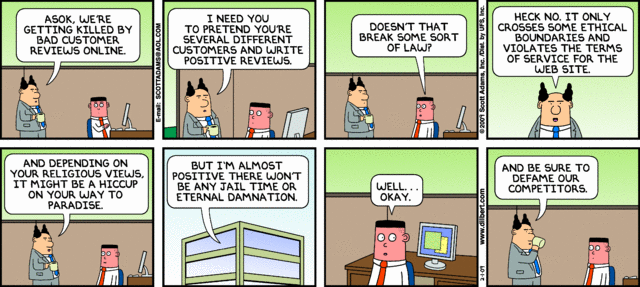 ASOK, WE'RE
GETTING KILLED BY
BAD CUSTOMER
REVIEWS ONLINE.
E-mail: SCOTTADAMS@AOL.COM
I NEED YOU
TO PRETEND YOU'RE
SEVERAL DIFFERENT
CUSTOMERS AND WRITE
POSITIVE REVIEWS.
DOESN'T THAT
BREAK SOME SORT
OF LAW?
© 2009 Scott Adams, Inc. /Dist. by UFS, Inc.
HECK NO. IT ONLY
CROSSES SOME ETHICAL
BOUNDARIES AND
VIOLATES THE TERMS
OF SERVICE FOR THE
WEB SITE.
AND DEPENDING ON
YOUR RELIGIOUS VIEWS,
IT MIGHT BE A HICCUP
ON YOUR WAY TO
PARADISE.
BUT I'M ALMOST
POSITIVE THERE WON'T
BE ANY JAIL TIME OR
ETERNAL DAMNATION.
WELL...
OKAY.
www.dilbert.com
2-1-09
AND BE SURE TO
DEFAME OUR
COMPETITORS.